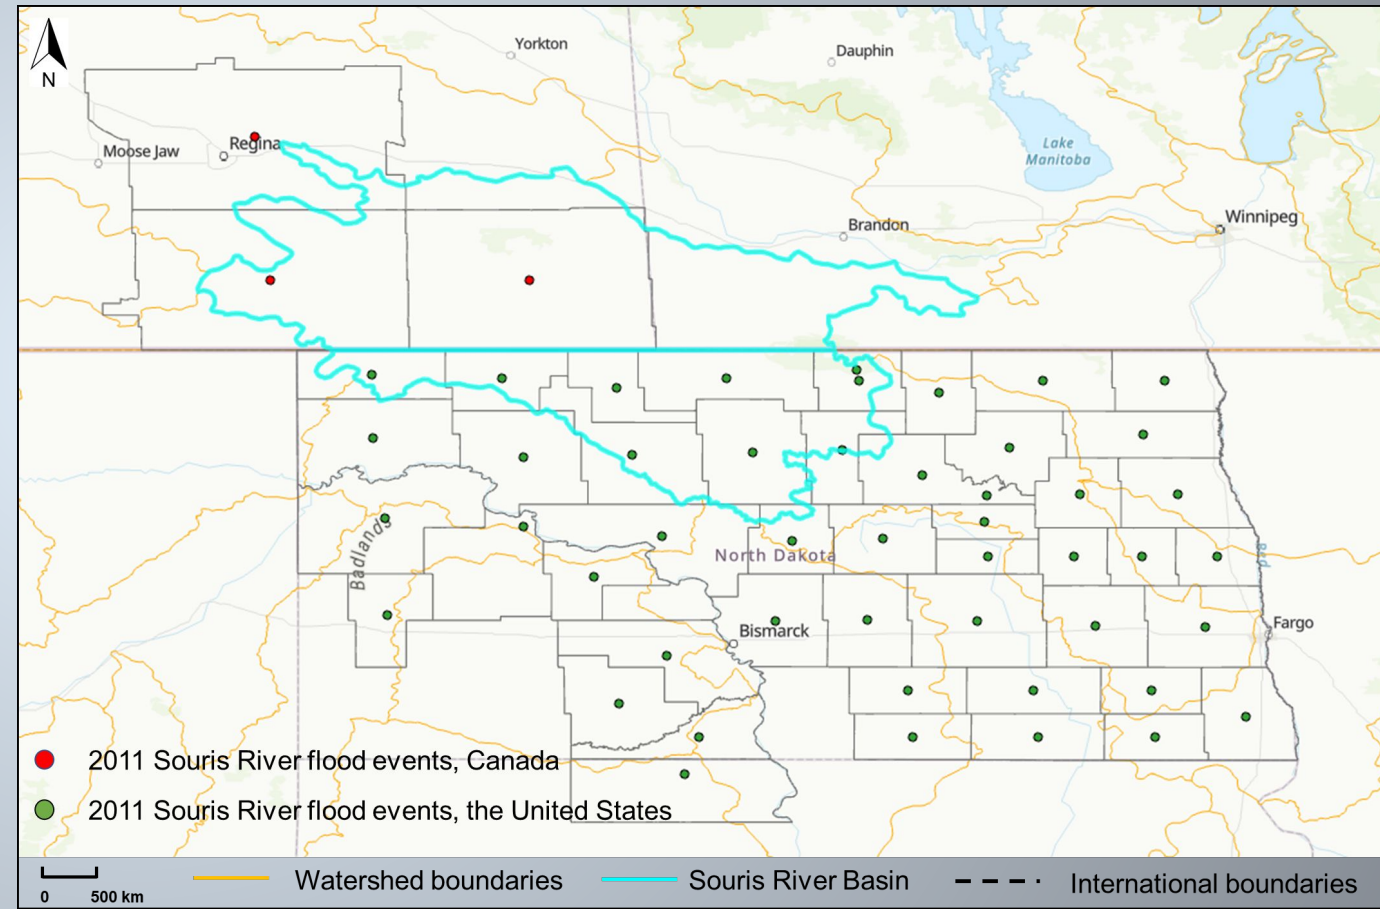 N
Yorkton
Dauphin
Regina
Moose Jaw
Lake
Manitoba
Brandon
Winnipeg
Badlands
North Dakota
Red
Bismarck
Fargo
2011 Souris River flood events, Canada
2011 Souris River flood events, the United States
0 500 km
Watershed boundaries
Souris River Basin
International boundaries